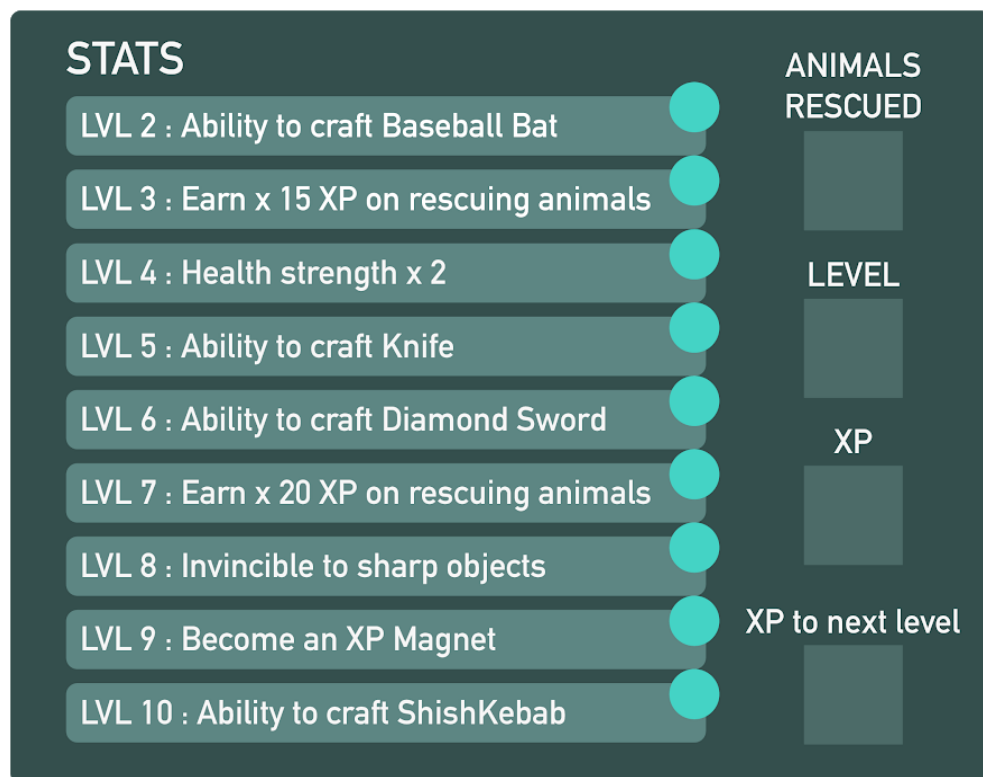 STATS
LVL 2 : Ability to craft Baseball Bat
LVL 3 : Earn x 15 XP on rescuing animals
LVL 4 : Health strength x 2
LVL 5 : Ability to craft Knife
LVL 6 : Ability to craft Diamond Sword
LVL 7 : Earn x 20 XP on rescuing animals
LVL 8 : Invincible to sharp objects
LVL 9 : Become an XP Magnet
LVL 10 : Ability to craft ShishKebab
ANIMALS
RESCUED
LEVEL
XP
XP to next level